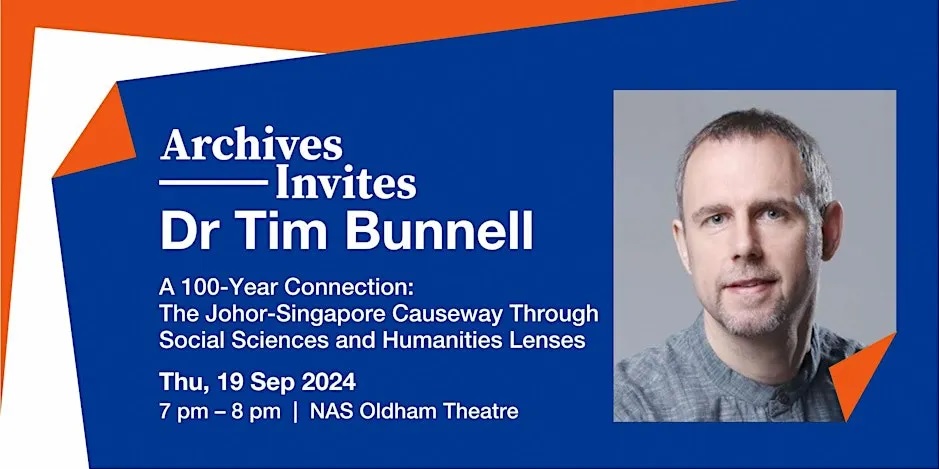 Archives
Invites
Dr Tim Bunnell
A 100-Year Connection:
The Johor-Singapore Causeway Through
Social Sciences and Humanities Lenses
Thu, 19 Sep 2024
7 pm – 8 pm | NAS Oldham Theatre